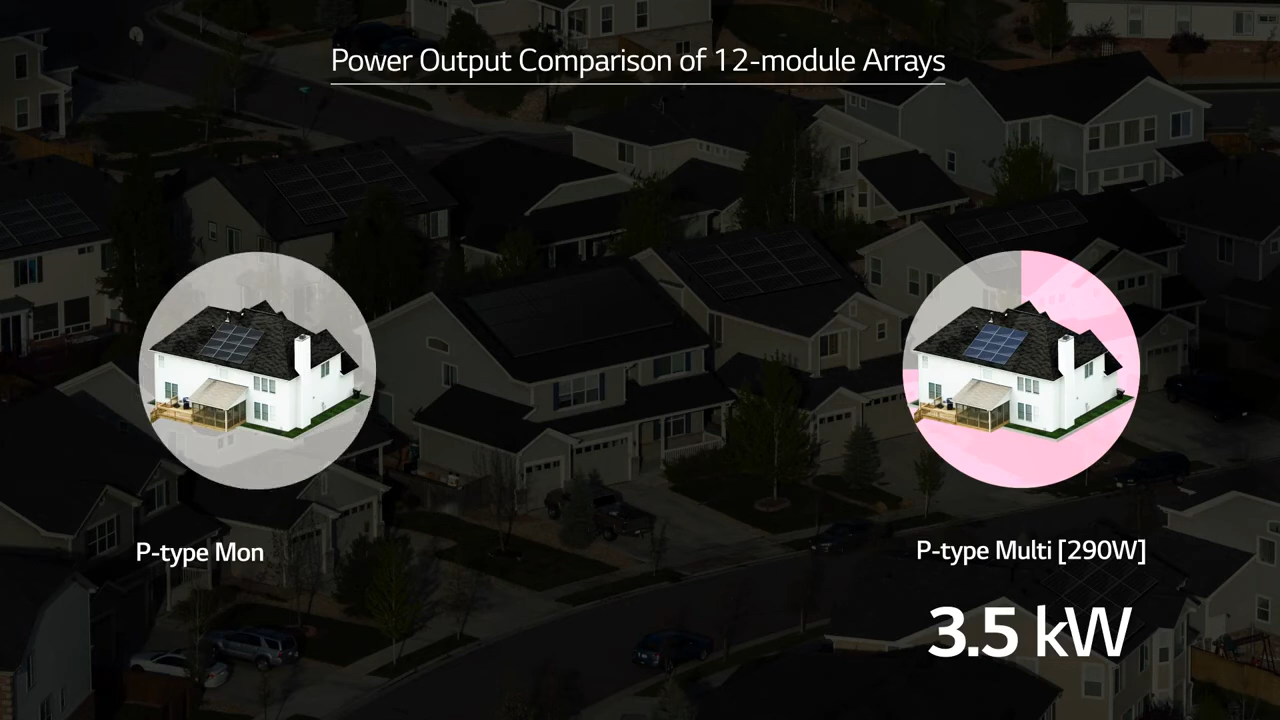 Power Output Comparison of 12-module Arrays
P-type Mon
P-type Multi [290W]
3.5 kW